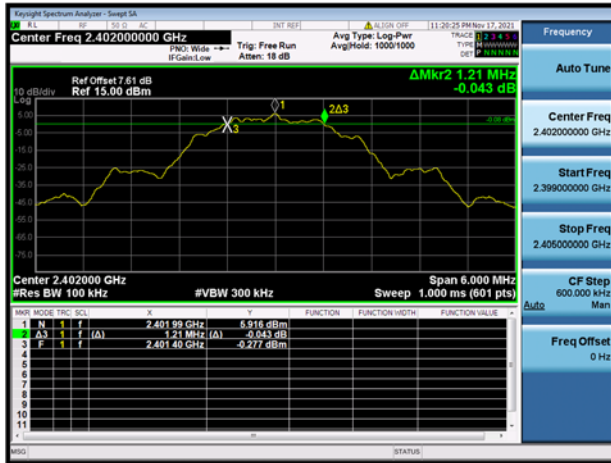 Keysight Spectrum Analyzer - Swept SA
RL RF 50 Ω AC INT REF ALIGN OFF 11:20:25 PM Nov 17, 2021
Center Freq 2.402000000 GHz
PNO: Wide
IFGain:Low
Trig: Free Run
Atten: 18 dB
Avg Type: Log-Pwr
Avg|Hold: 1000/1000
TRACE 1 2 3 4 5 6
TYPE M W W W W W
DET P N N N N N
Ref Offset 7.61 dB
Ref 15.00 dBm
10 dB/div
Log
ΔMkr2 1.21 MHz
-0.043 dB
1
2Δ3
3
5.00
-5.00
-15.0
-25.0
-35.0
-45.0
-55.0
-65.0
-75.0
Center 2.402000 GHz
#Res BW 100 kHz
#VBW 300 kHz
Span 6.000 MHz
Sweep 1.000 ms (601 pts)
MKR MODE TRC SCL X Y FUNCTION FUNCTION WIDTH FUNCTION VALUE
1 N 1 f 2.401 99 GHz 5.916 dBm
2 Δ3 1 f (Δ) 1.21 MHz (Δ) -0.043 dB
3 F 1 f 2.401 40 GHz -0.277 dBm
4
5
6
7
8
9
10
11
MSG STATUS
Frequency
Auto Tune
Center Freq
2.402000000 GHz
Start Freq
2.399000000 GHz
Stop Freq
2.405000000 GHz
CF Step
600.000 kHz
Auto Man
Freq Offset
0 Hz